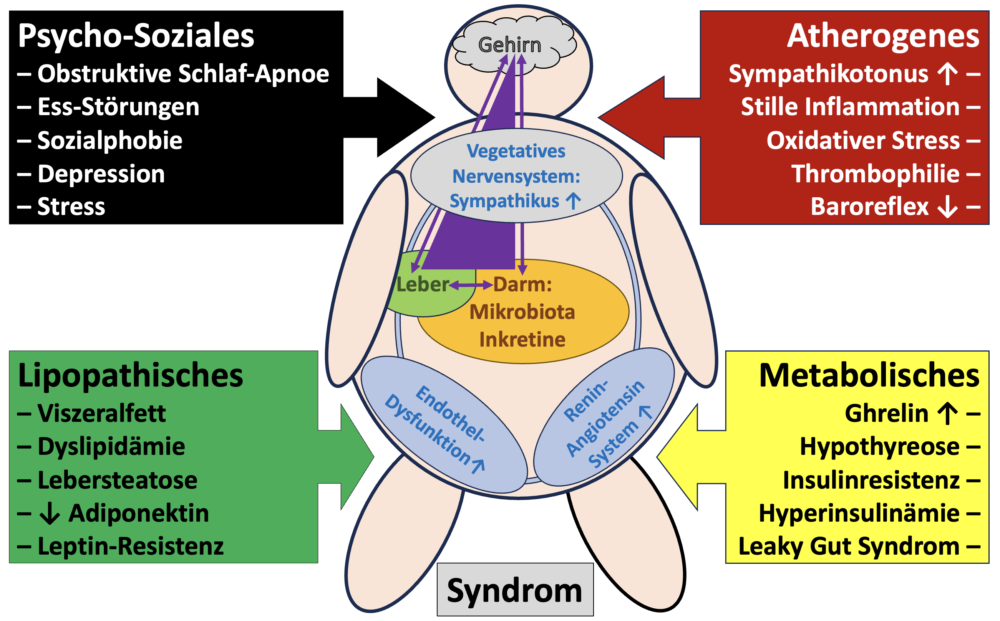 Psycho-Soziales
– Obstruktive Schlaf-Apnoe
– Ess-Störungen
– Sozialphobie
– Depression
– Stress
Gehirn
Atherogenes
Sympathikotonus ↑ –
Stille Inflammation –
Oxidativer Stress –
Thrombophilie –
Baroreflex ↓ –
Vegetatives
Nervensystem:
Sympathikus ↑
Leber
Darm:
Mikrobiota
Inkretine
Endothel-
Dysfunktion ↑
Renin-
Angiotensin
System ↑
Lipopathisches
– Viszeralfett
– Dyslipidämie
– Lebersteatose
– ↓ Adiponektin
– Leptin-Resistenz
Metabolisches
Ghrelin ↑ –
Hypothyreose –
Insulinresistenz –
Hyperinsulinämie –
Leaky Gut Syndrom –
Syndrom